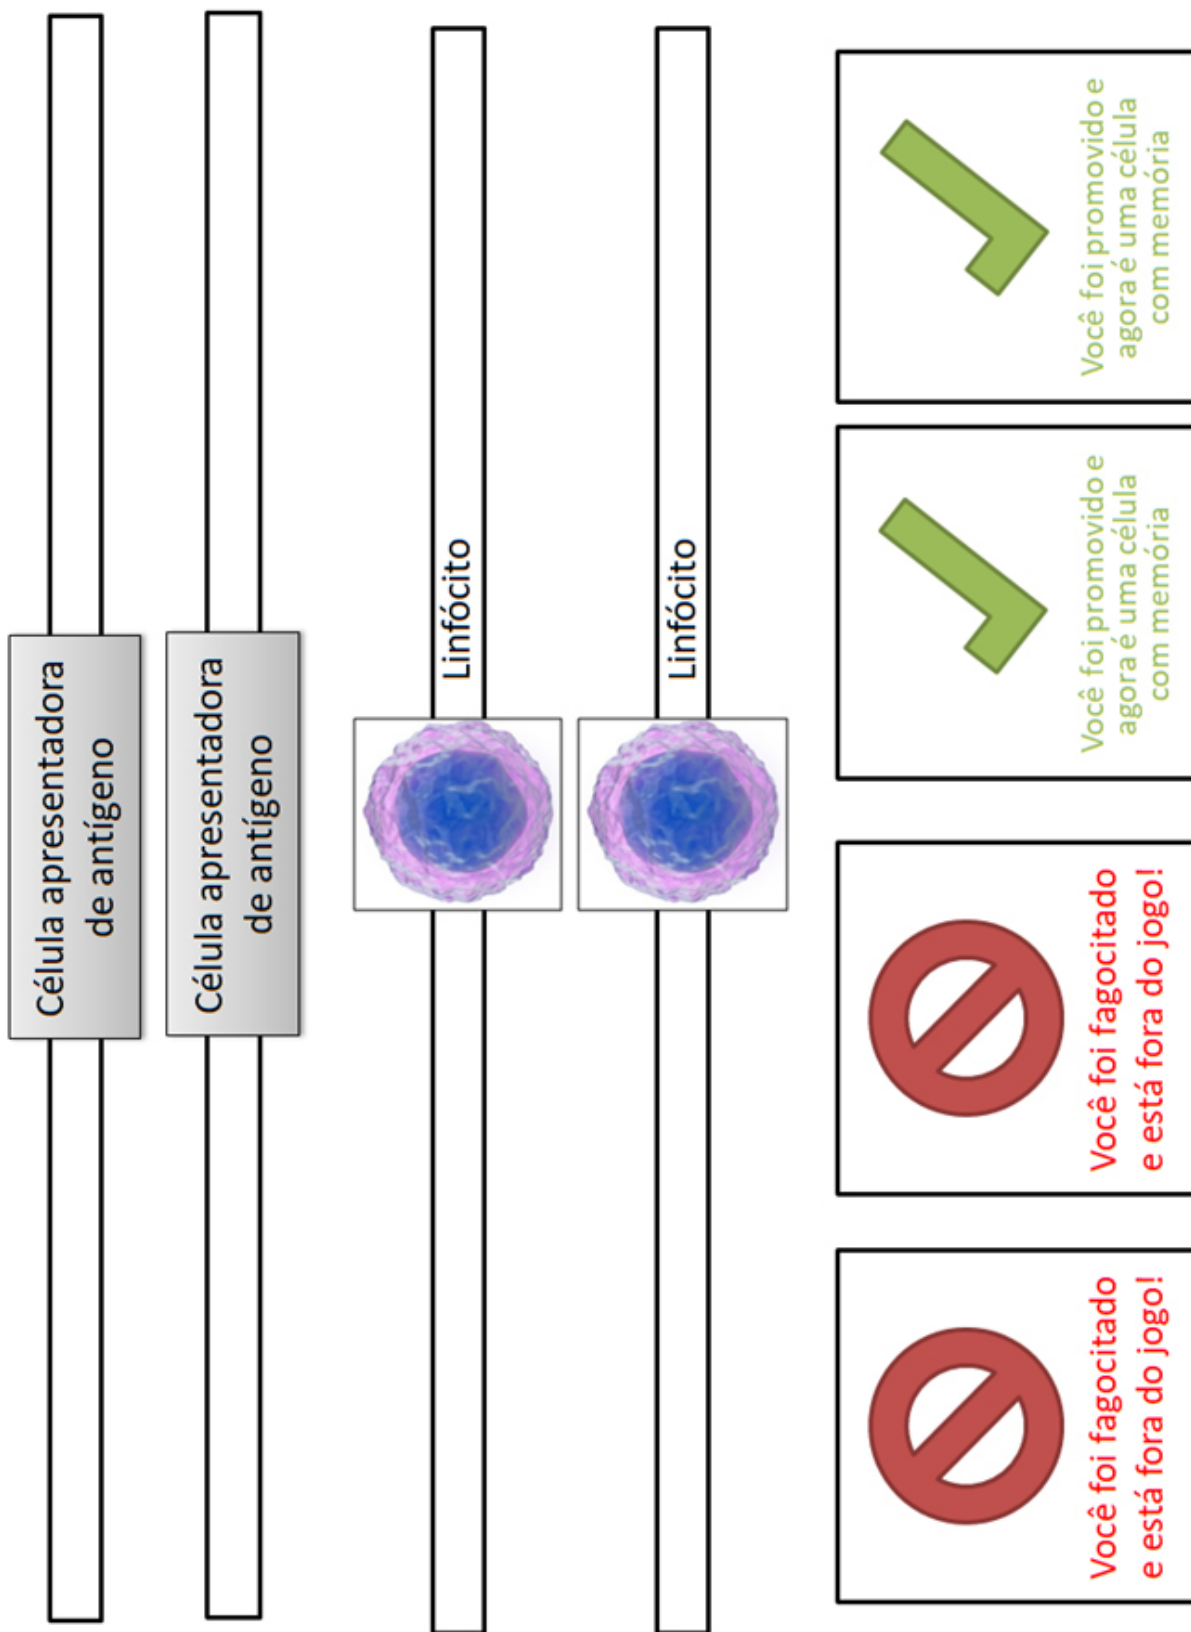 Célula apresentadora
de antígeno
Célula apresentadora
de antígeno
Linfócito
Linfócito
Você foi fagocitado
e está fora do jogo!
Você foi fagocitado
e está fora do jogo!
Você foi promovido e
agora é uma célula
com memória
Você foi promovido e
agora é uma célula
com memória